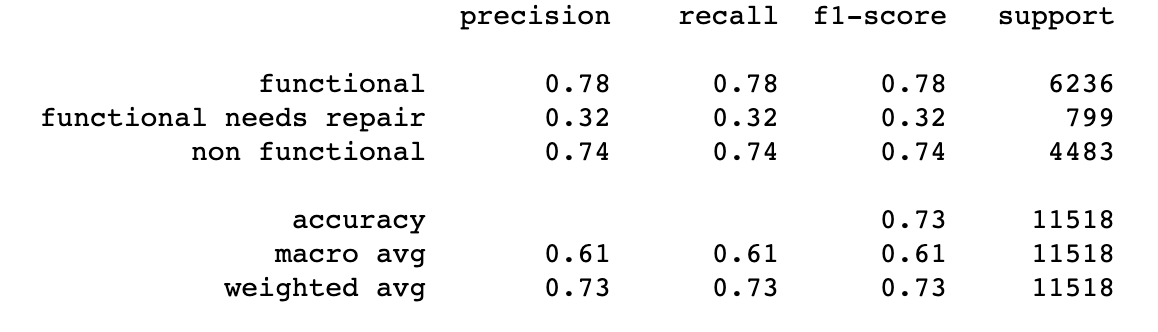 precision recall f1-score support
functional 0.78 0.78 0.78 6236
functional needs repair 0.32 0.32 0.32 799
non functional 0.74 0.74 0.74 4483
accuracy 0.73 11518
macro avg 0.61 0.61 0.61 11518
weighted avg 0.73 0.73 0.73 11518